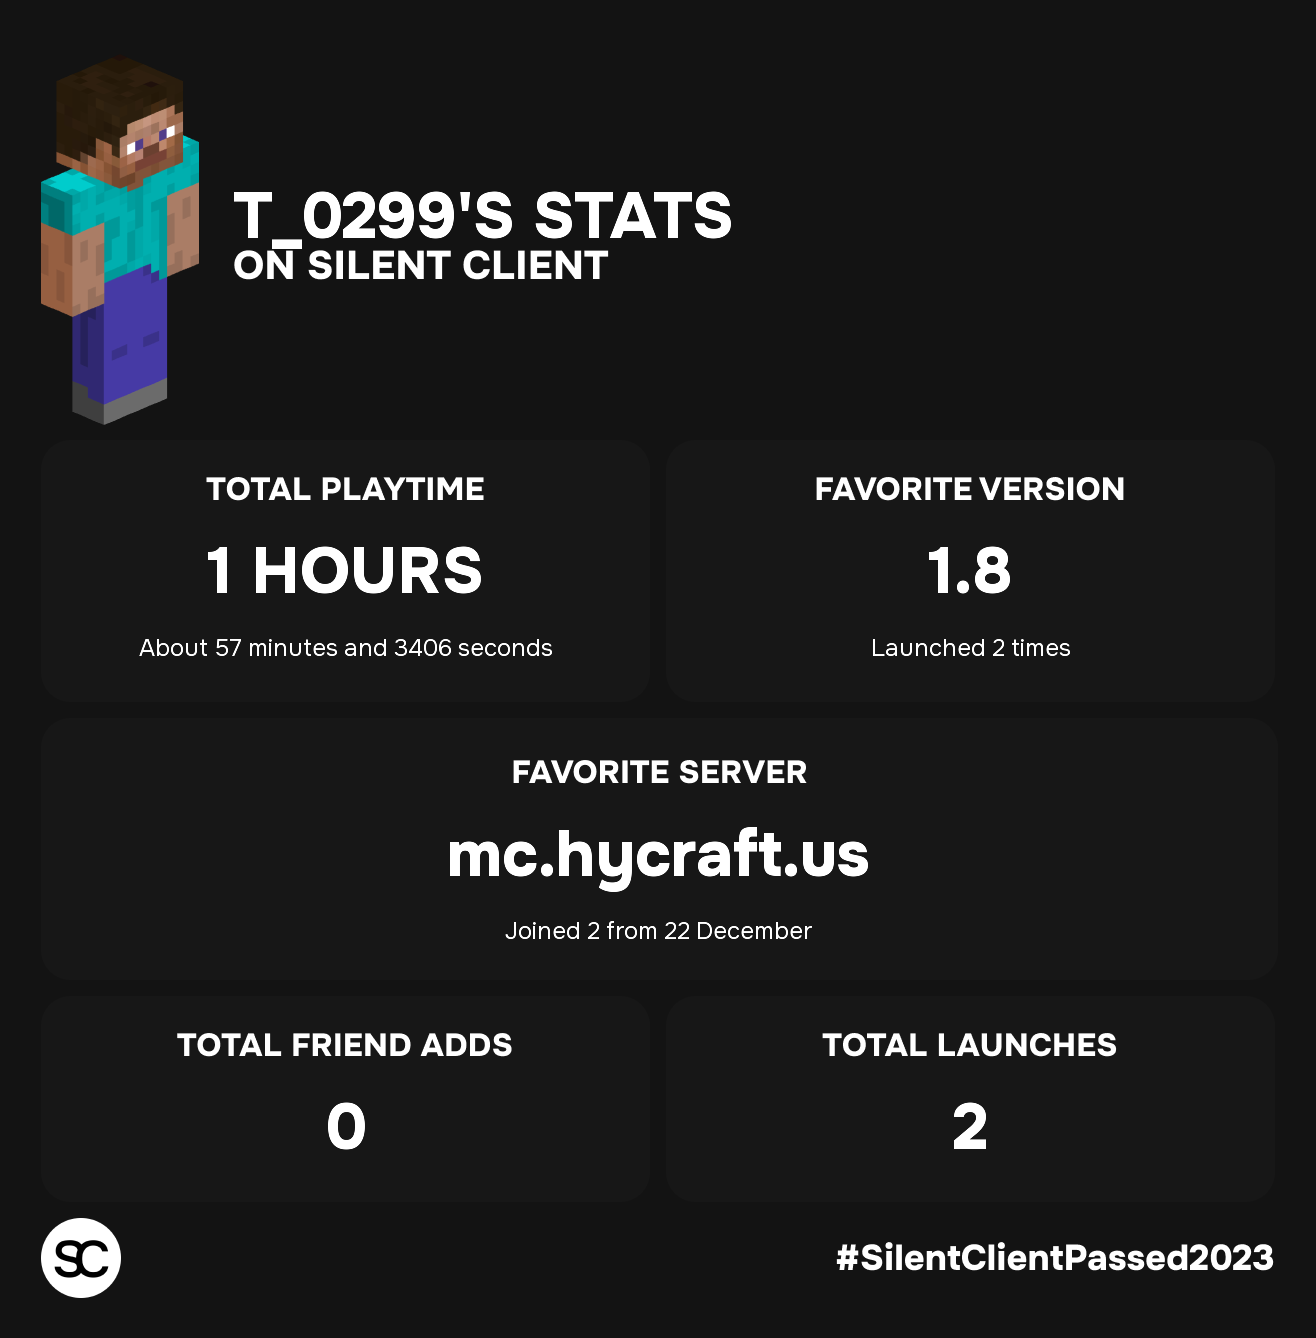 T_0299'S STATS
ON SILENT CLIENT
TOTAL PLAYTIME
1 HOURS
About 57 minutes and 3406 seconds
FAVORITE VERSION
1.8
Launched 2 times
FAVORITE SERVER
mc.hycraft.us
Joined 2 from 22 December
TOTAL FRIEND ADDS
0
TOTAL LAUNCHES
2
SC
#SilentClientPassed2023